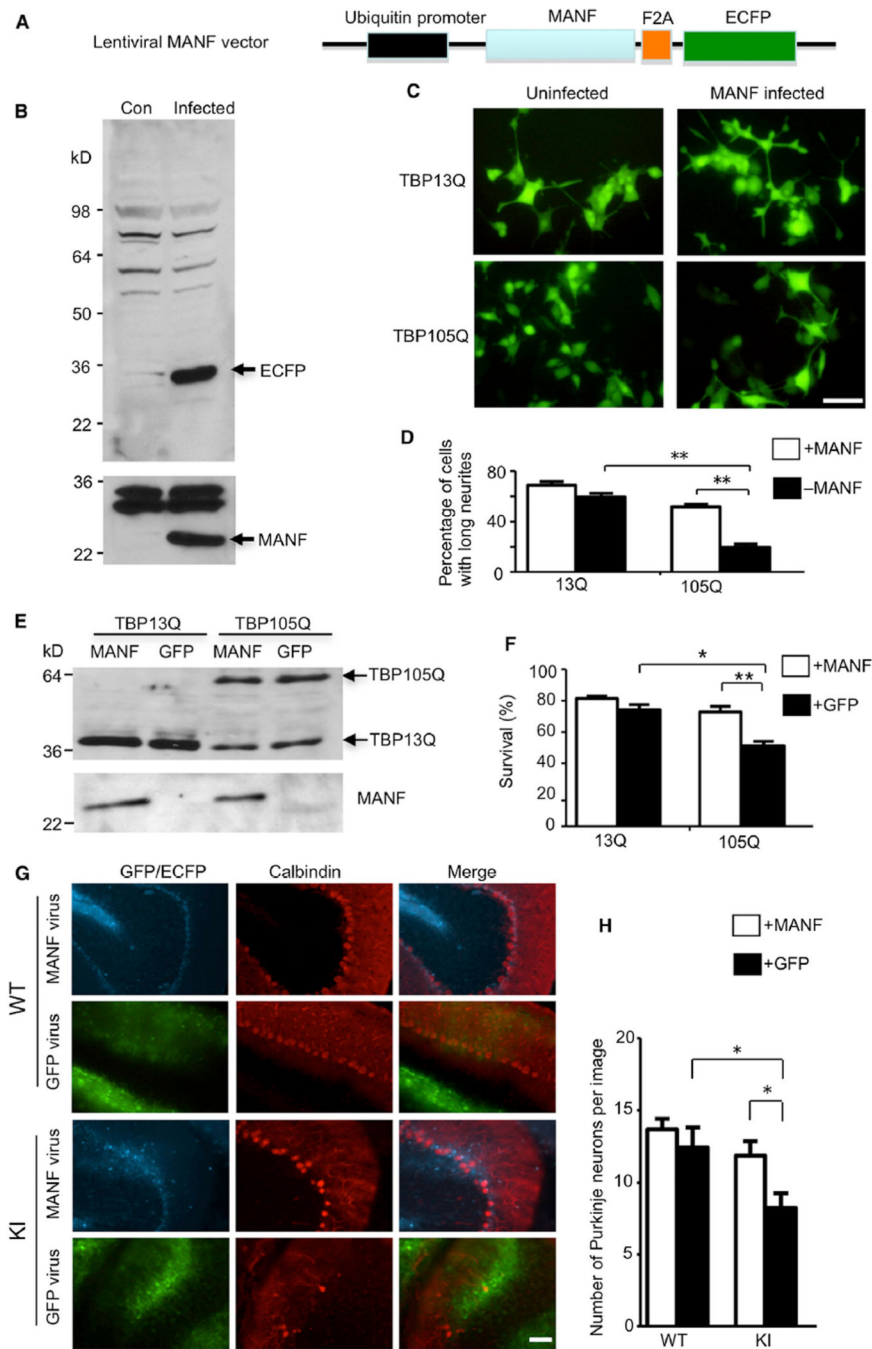 A
Lentiviral MANF vector
Ubiquitin promoter MANF F2A ECFP
B
Con Infected
kD
98
64
50
36
22
ECFP
36
22
MANF
C
Uninfected MANF infected
TBP13Q
TBP105Q
D
Percentage of cells
with long neurites
80
60
40
0
**
**
13Q 105Q
+MANF
–MANF
E
TBP13Q TBP105Q
kD MANF GFP MANF GFP
64
36
TBP105Q
TBP13Q
22
MANF
F
Survival (%)
100
80
60
40
20
0
*
**
13Q 105Q
+MANF
+GFP
G
GFP/ECFP Calbindin Merge
WT
MANF virus
GFP virus
KI
MANF virus
GFP virus
H
+MANF
+GFP
Number of Purkinje neurons per image
20
15
10
5
0
*
*
WT KI